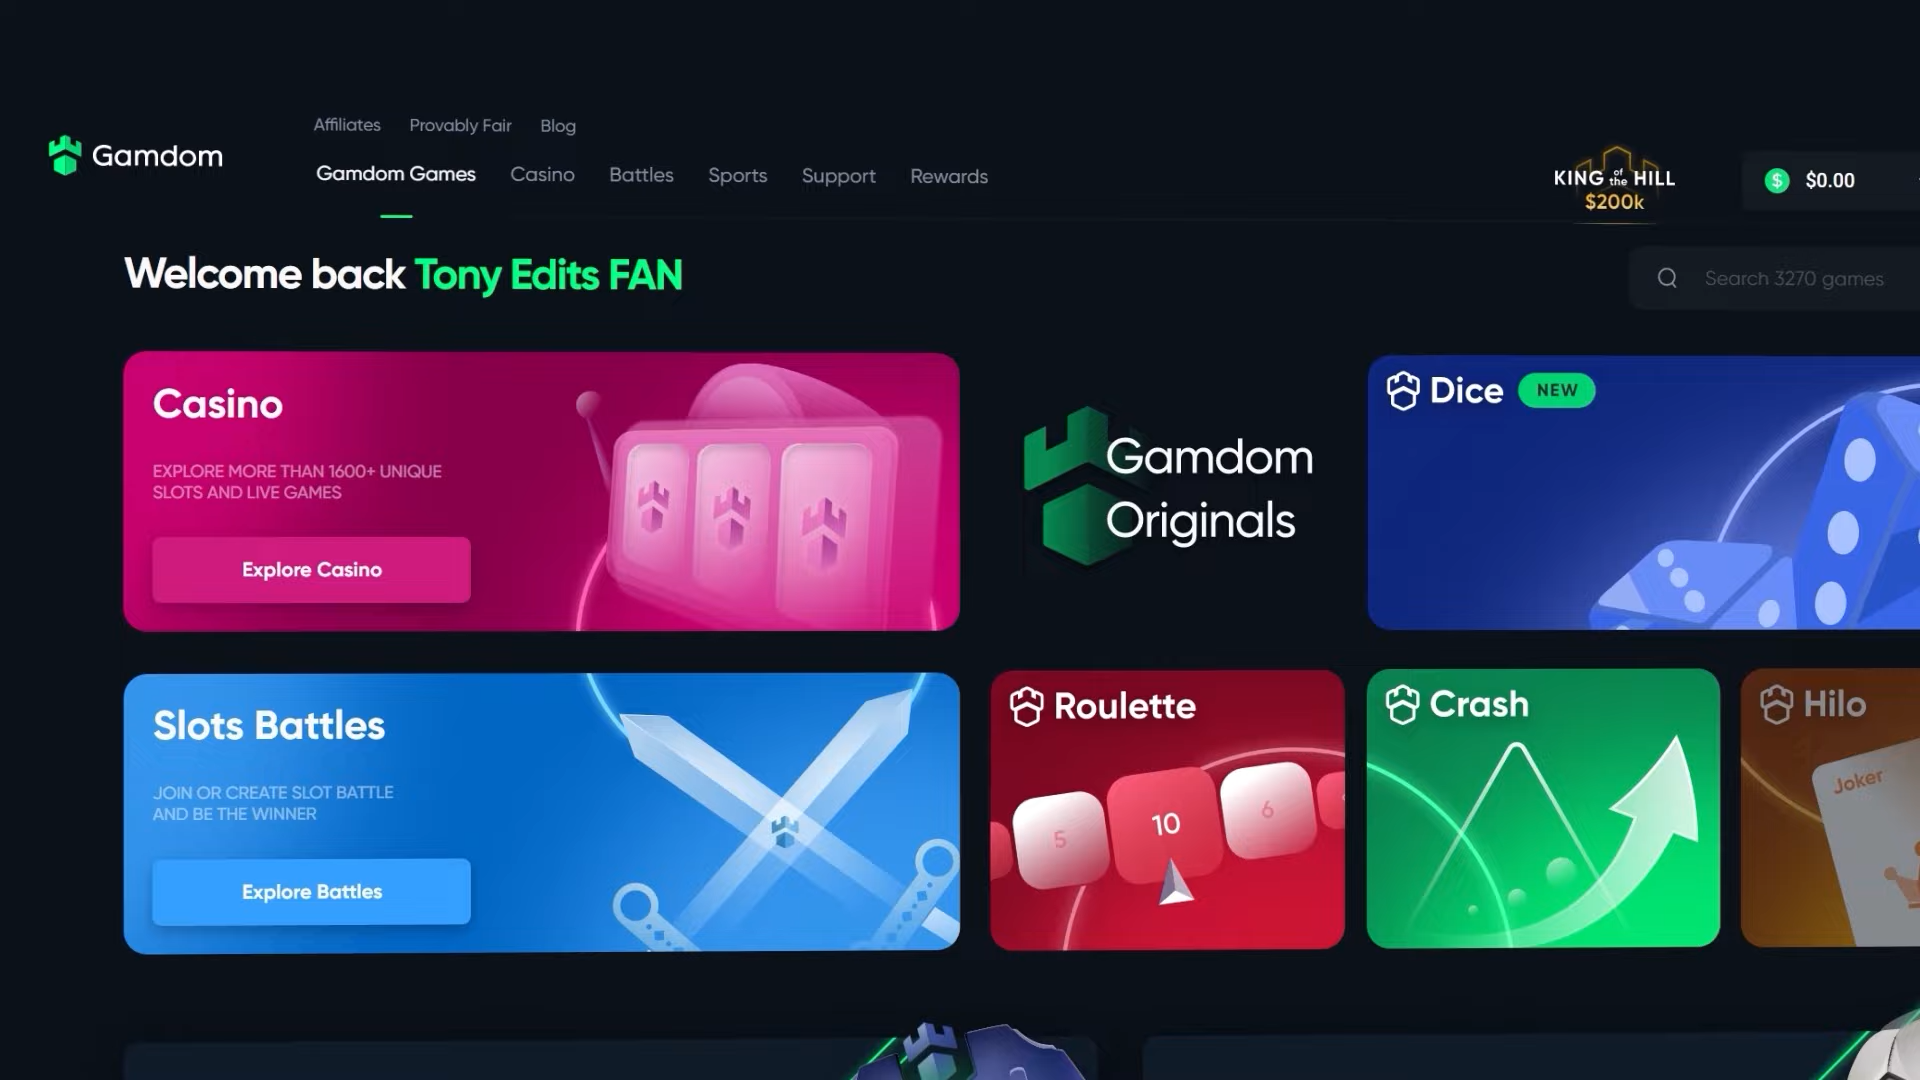 Affiliates Provably Fair Blog
Gamdom
Gamdom Games Casino Battles Sports Support Rewards
KING of the HILL
$200k
$ $0.00
Welcome back Tony Edits FAN
Search 3270 games
Casino
EXPLORE MORE THAN 1600+ UNIQUE
SLOTS AND LIVE GAMES
Explore Casino
Gamdom
Originals
Dice NEW
Slots Battles
JOIN OR CREATE SLOT BATTLE
AND BE THE WINNER
Explore Battles
Roulette
5 10 6
Crash
Hilo
Joker